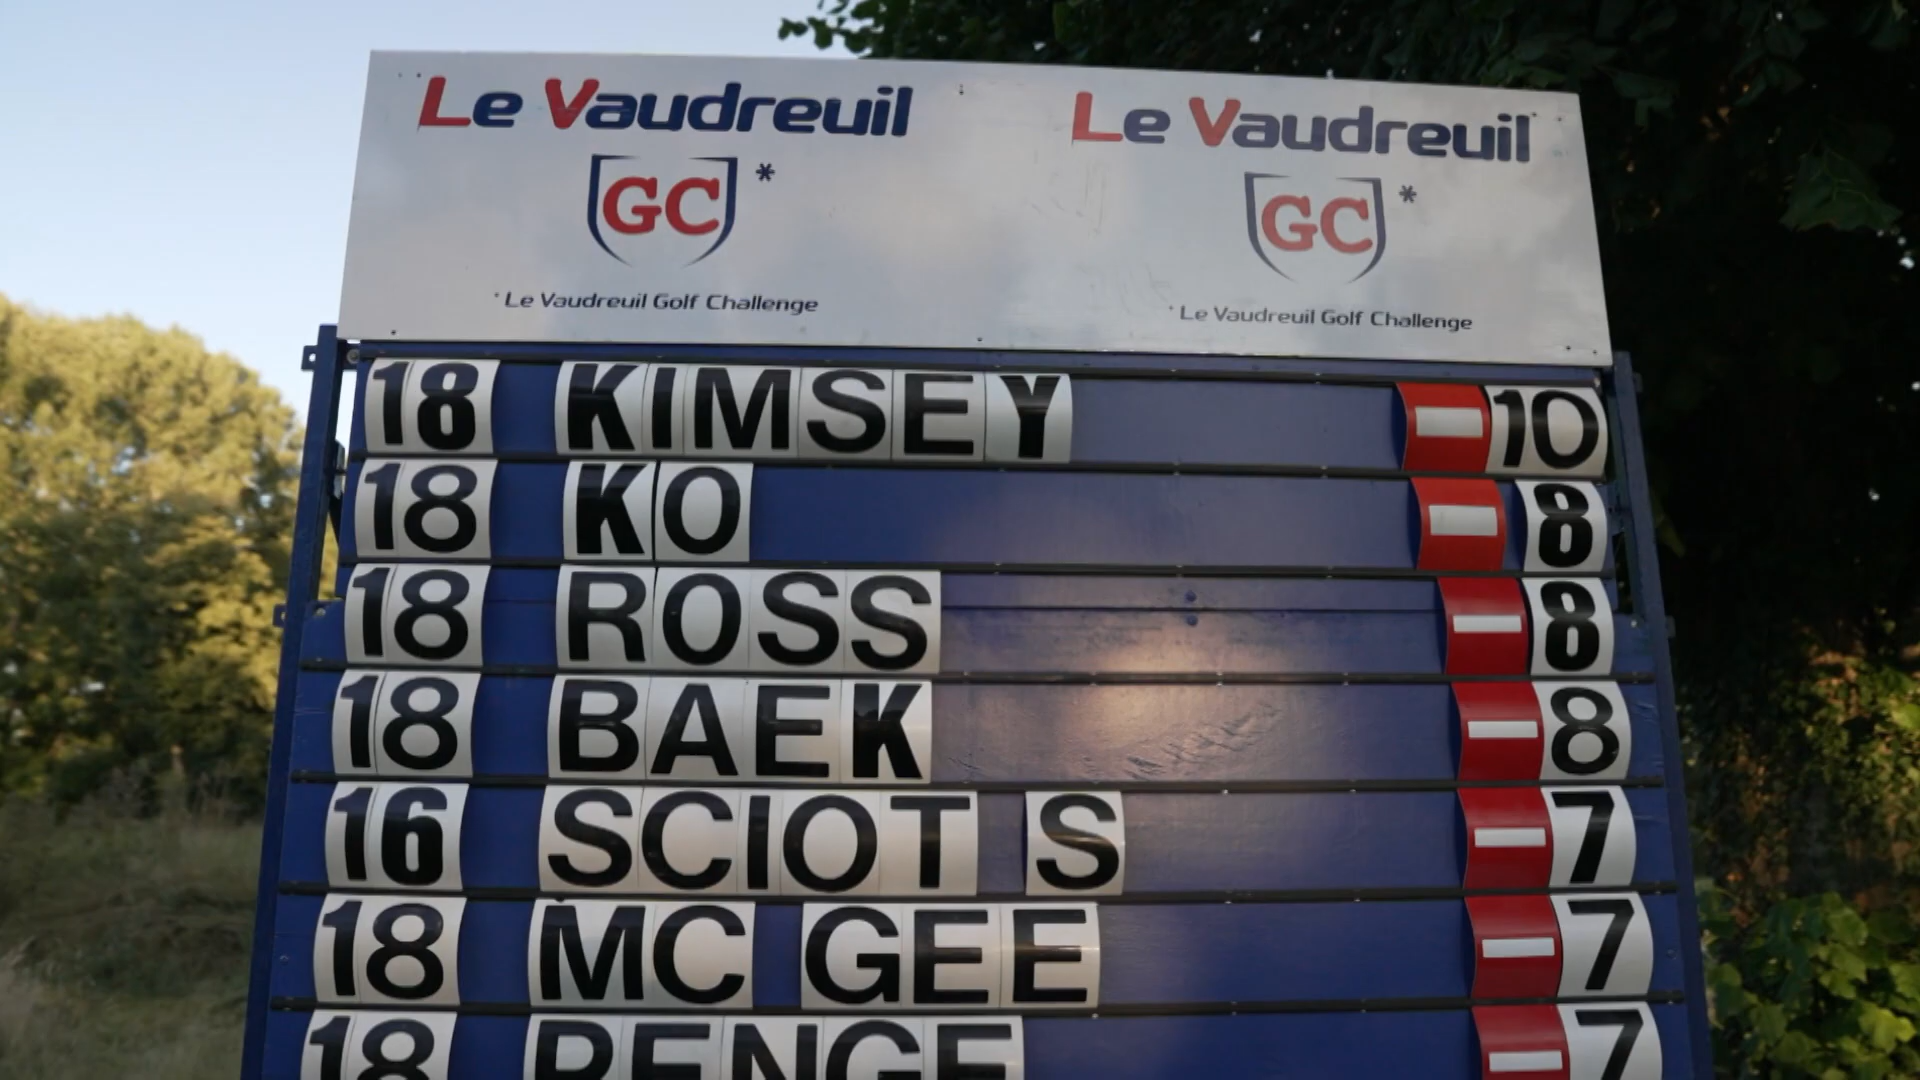 Le Vaudreuil Le Vaudreuil
GC* GC*
*Le Vaudreuil Golf Challenge *Le Vaudreuil Golf Challenge
18 KIMSEY -10
18 KO -8
18 ROSS -8
18 BAEK -8
16 SCIOT S -7
18 MC GEE -7
18 PENGE -7